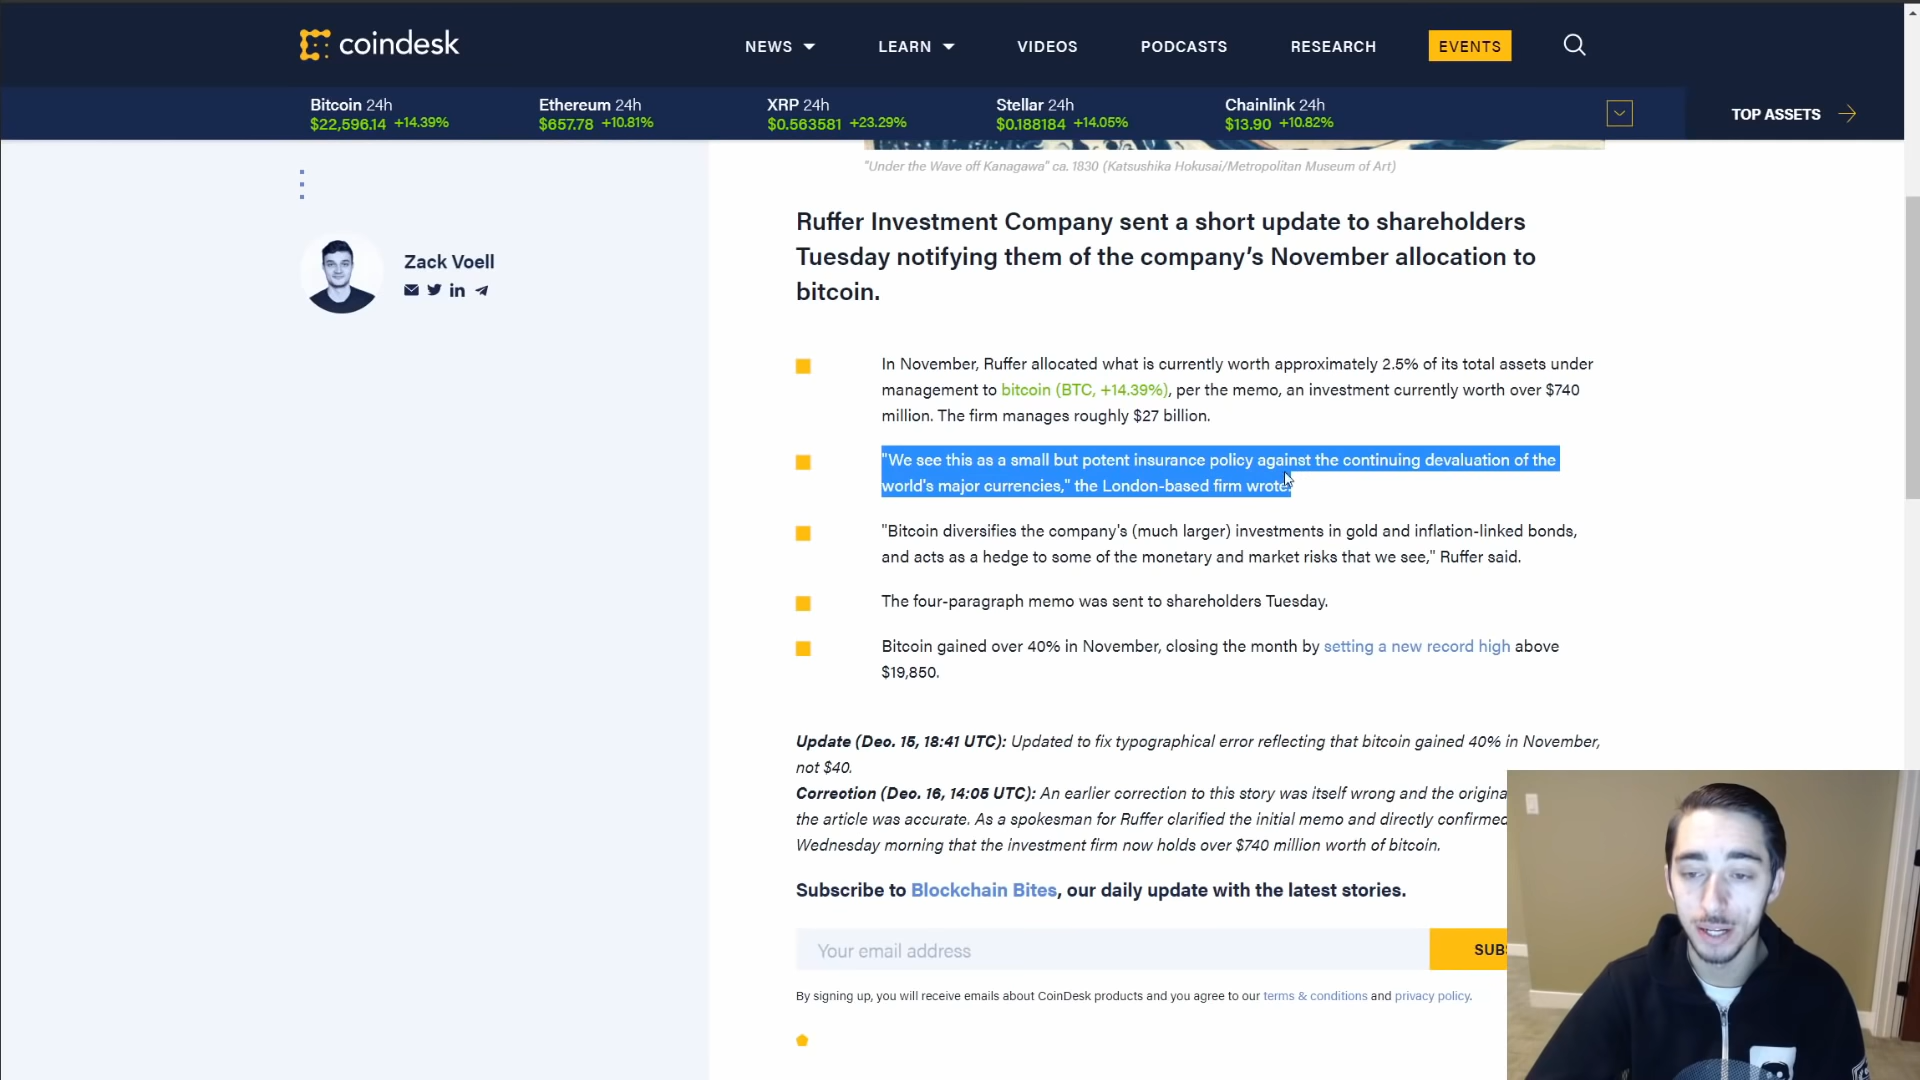 coindesk
NEWS LEARN VIDEOS PODCASTS RESEARCH EVENTS
Bitcoin 24h Ethereum 24h XRP 24h Stellar 24h Chainlink 24h
$22,596.14 +14.39% $657.78 +10.81% $0.563581 +23.29% $0.188184 +14.05% $13.90 +10.82%
TOP ASSETS
"Under the Wave off Kanagawa" ca. 1830 (Katsushika Hokusai/Metropolitan Museum of Art)
Zack Voell
Ruffer Investment Company sent a short update to shareholders
Tuesday notifying them of the company's November allocation to
bitcoin.
In November, Ruffer allocated what is currently worth approximately 2.5% of its total assets under
management to bitcoin (BTC, +14.39%), per the memo, an investment currently worth over $740
million. The firm manages roughly $27 billion.
"We see this as a small but potent insurance policy against the continuing devaluation of the
world's major currencies," the London-based firm wrote.
"Bitcoin diversifies the company's (much larger) investments in gold and inflation-linked bonds,
and acts as a hedge to some of the monetary and market risks that we see," Ruffer said.
The four-paragraph memo was sent to shareholders Tuesday.
Bitcoin gained over 40% in November, closing the month by setting a new record high above
$19,850.
Update (Dec. 15, 18:41 UTC): Updated to fix typographical error reflecting that bitcoin gained 40% in November,
not $40.
Correction (Dec. 16, 14:05 UTC): An earlier correction to this story was itself wrong and the origina
the article was accurate. As a spokesman for Ruffer clarified the initial memo and directly confirmed
Wednesday morning that the investment firm now holds over $740 million worth of bitcoin.
Subscribe to Blockchain Bites, our daily update with the latest stories.
Your email address
SUB
By signing up, you will receive emails about CoinDesk products and you agree to our terms & conditions and privacy policy.